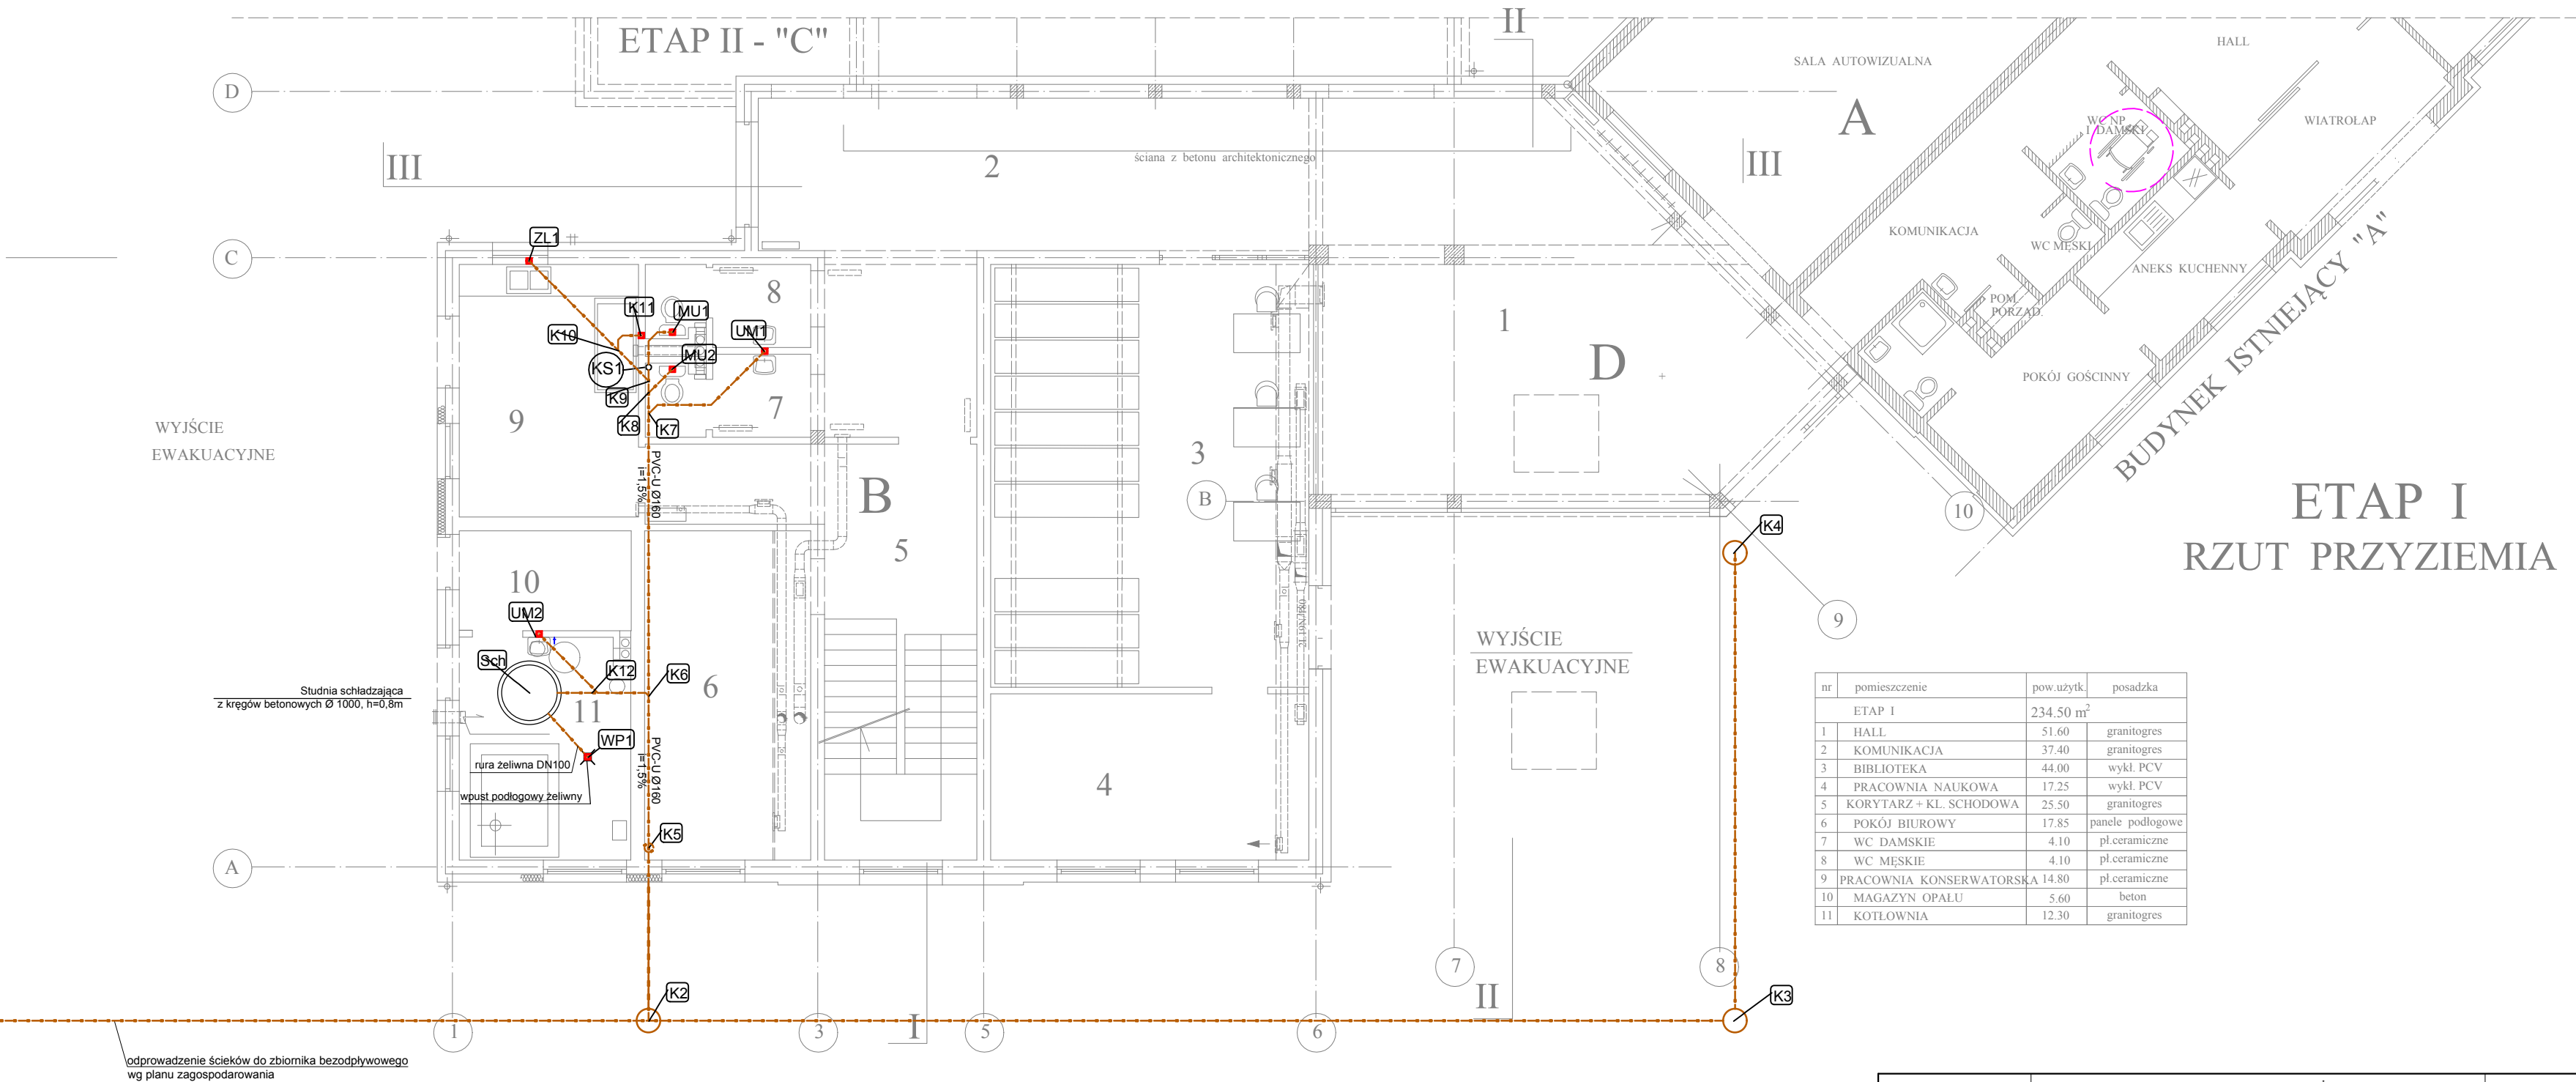 ETAP II - "C"
II
HALL
SALA AUTOWIZUALNA
D
A
WC NP
I DAMSKI
WIATROŁAP
III
2
ściana z betonu architektonicznego
III
KOMUNIKACJA
WC MĘSKI
ANEKS KUCHENNY
C
ZL1
8
K11
MU1
UM1
K10
MU2
KS1
K9
K8
K7
1
D
POM.
PORZĄD.
POKÓJ GOŚCINNY
BUDYNEK ISTNIEJĄCY "A"
9
7
WYJŚCIE
EWAKUACYJNE
PVC-U Ø160
i=1,5%
B
3
B
10
ETAP I
RZUT PRZYZIEMIA
K4
5
10
UM2
9
Sch
K12
K6
6
WYJŚCIE
EWAKUACYJNE
Studnia schładzająca
z kręgów betonowych Ø 1000, h=0,8m
11
WP1
PVC-U Ø160
i=1,5%
rura żeliwna DN100
wpust podłogowy żeliwny
4
K5
A
nr pomieszczenie pow.użytk. posadzka
ETAP I 234.50 m²
1 HALL 51.60 granitogres
2 KOMUNIKACJA 37.40 granitogres
3 BIBLIOTEKA 44.00 wykł. PCV
4 PRACOWNIA NAUKOWA 17.25 wykł. PCV
5 KORYTARZ + KL. SCHODOWA 25.50 granitogres
6 POKÓJ BIUROWY 17.85 panele podłogowe
7 WC DAMSKIE 4.10 pł.ceramiczne
8 WC MĘSKIE 4.10 pł.ceramiczne
9 PRACOWNIA KONSERWATORSKA 14.80 pł.ceramiczne
10 MAGAZYN OPAŁU 5.60 beton
11 KOTŁOWNIA 12.30 granitogres
7
8
K2
II
K3
1
3
I
5
6
odprowadzenie ścieków do zbiornika bezodpływowego
wg planu zagospodarowania